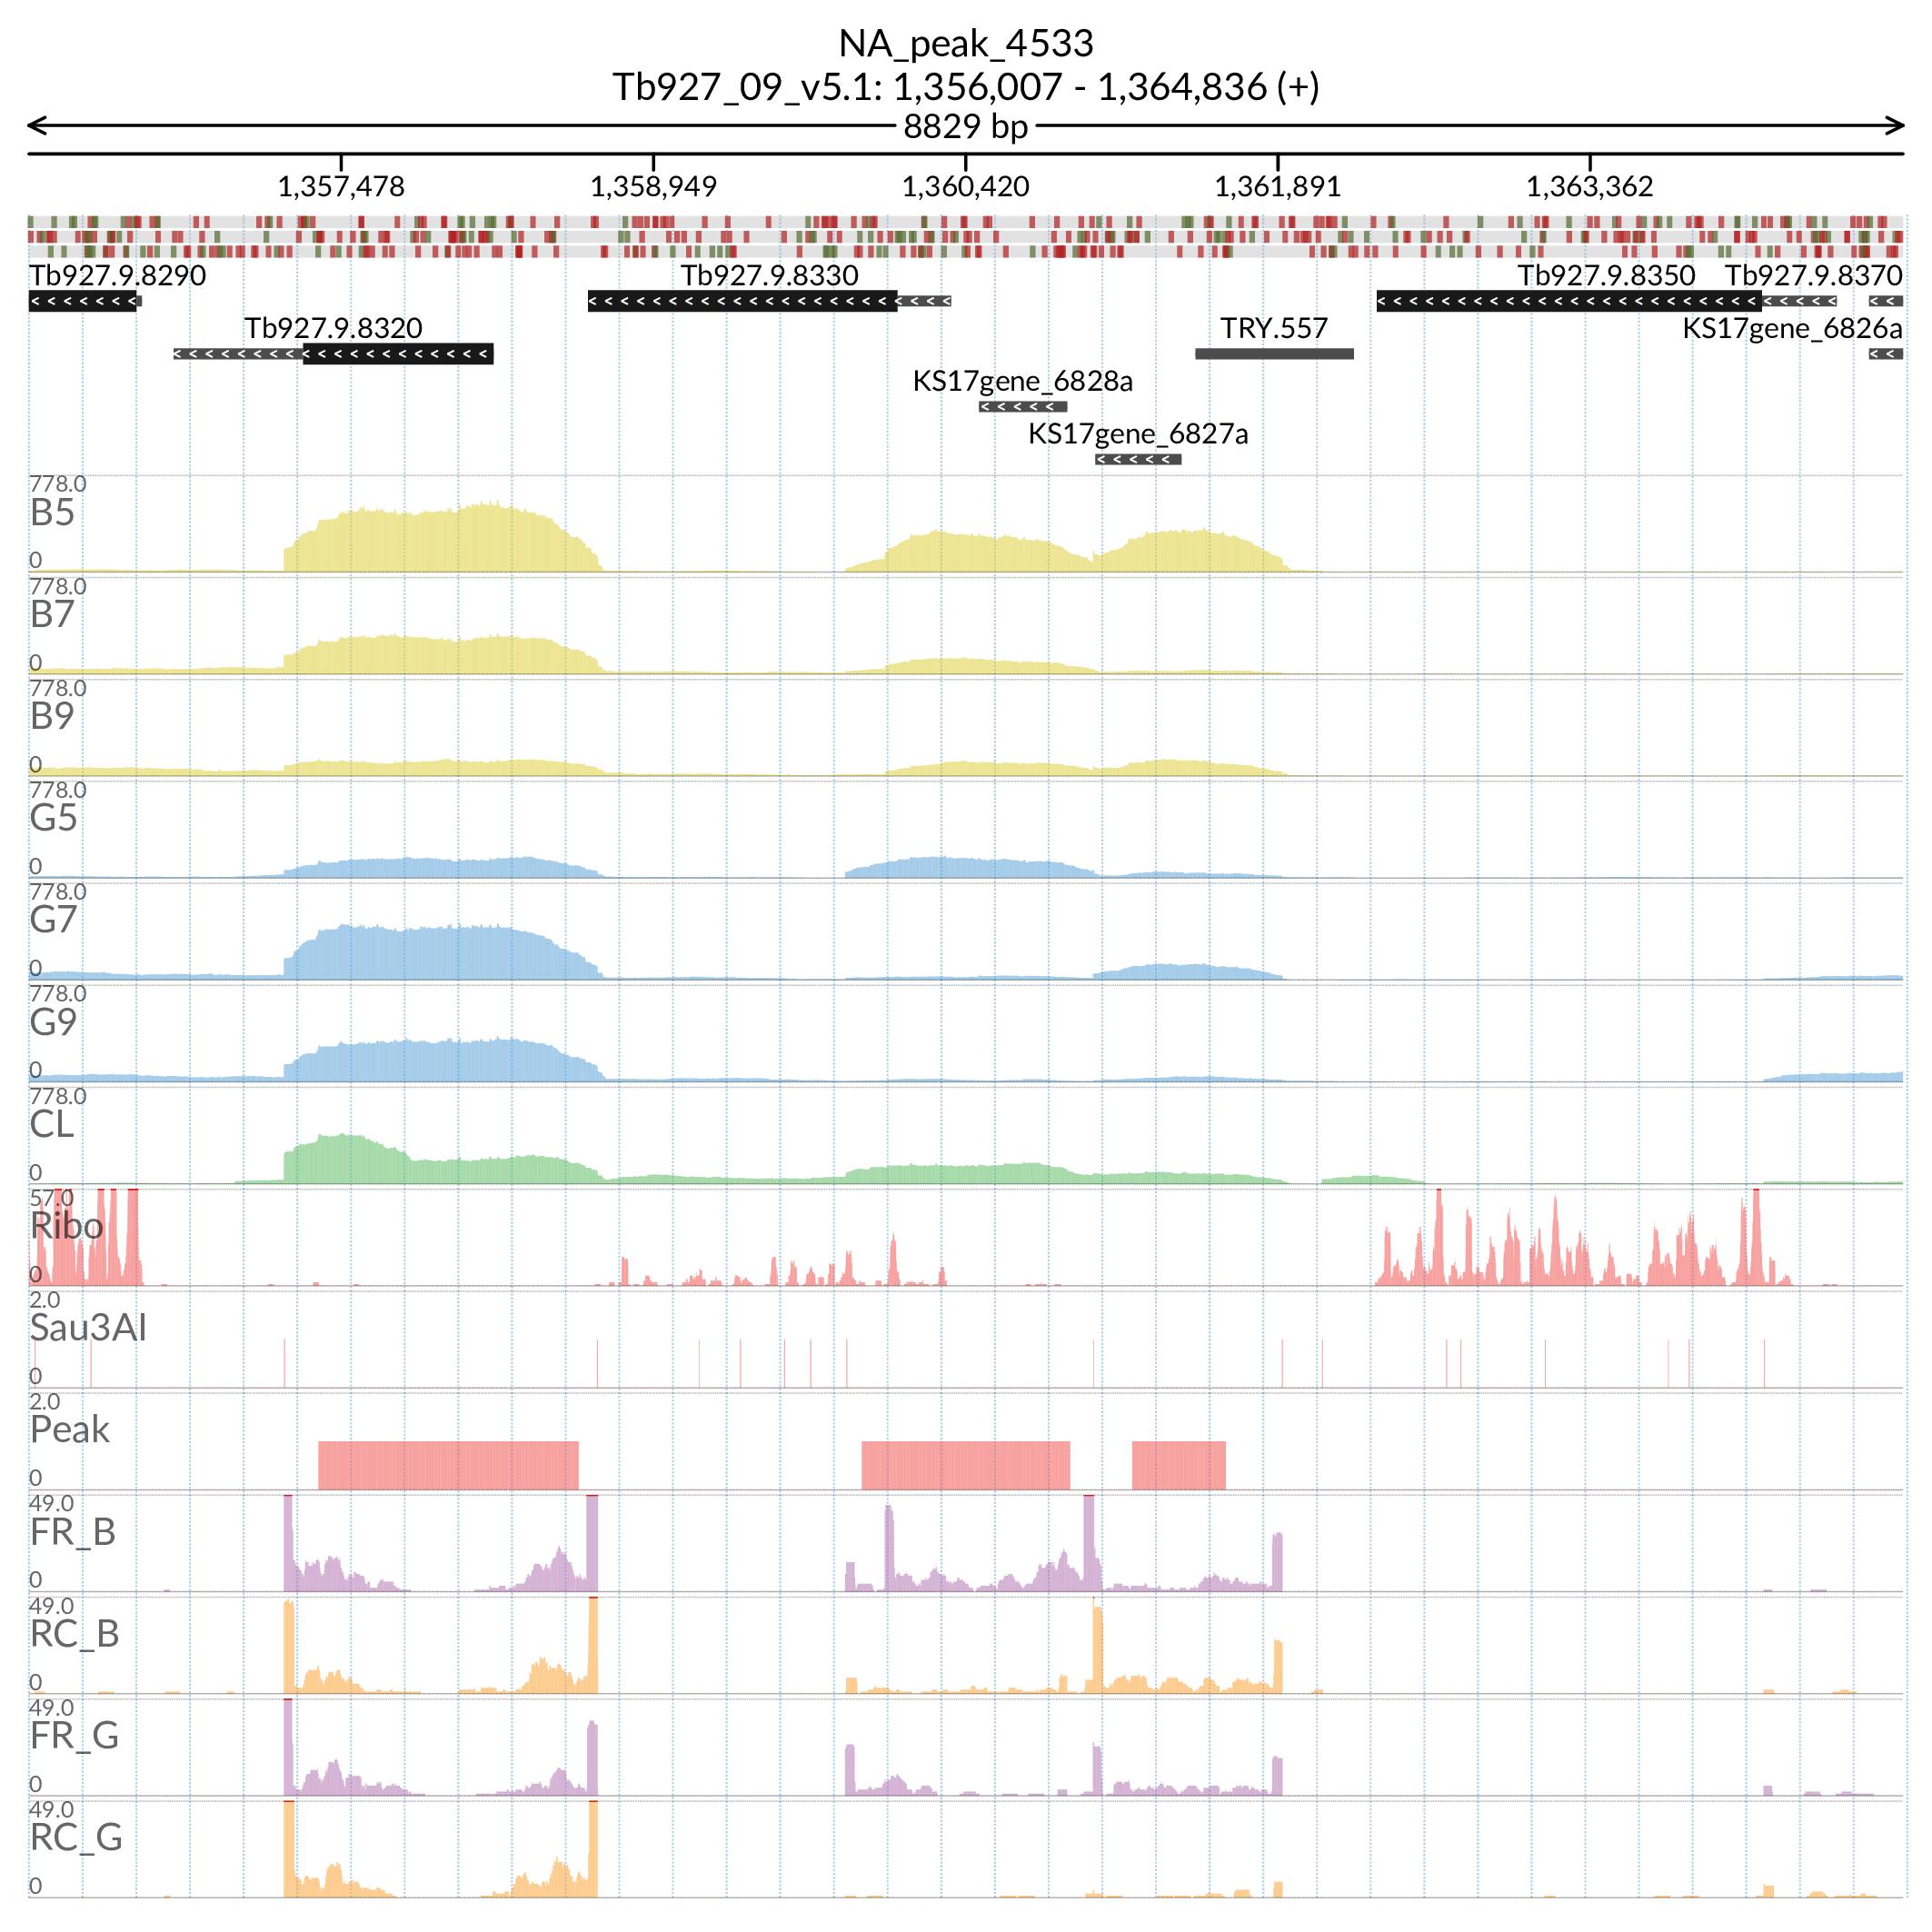 NA_peak_4533
Tb927_09_v5.1: 1,356,007 - 1,364,836 (+)
8829 bp
1,357,478 1,358,949 1,360,420 1,361,891 1,363,362
Tb927.9.8290 Tb927.9.8330 Tb927.9.8350 Tb927.9.8370
Tb927.9.8320 TRY.557 KS17gene_6826a
KS17gene_6828a
KS17gene_6827a
778.0
B5
0
778.0
B7
0
778.0
B9
0
778.0
G5
0
778.0
G7
0
778.0
G9
0
778.0
CL
0
57.0
Ribo
0
2.0
Sau3AI
0
2.0
Peak
0
49.0
FR_B
0
49.0
RC_B
0
49.0
FR_G
0
49.0
RC_G
0